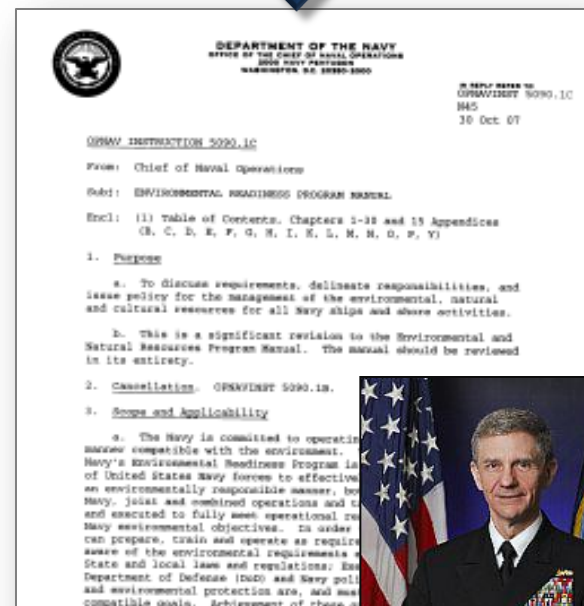 DEPARTMENT OF THE NAVY
OFFICE OF THE CHIEF OF NAVAL OPERATIONS
2000 NAVY PENTAGON
WASHINGTON, D.C. 20350-2000
IN REPLY REFER TO
OPNAVINST 5090.1C
N45
30 Oct 07
OPNAV INSTRUCTION 5090.1C
From: Chief of Naval Operations
Subj: ENVIRONMENTAL READINESS PROGRAM MANUAL
Encl: (1) Table of Contents, Chapters 1-30 and 15 Appendices
(B, C, D, E, F, G, H, I, K, L, M, N, O, P, Y)
1. Purpose
a. To discuss requirements, delineate responsibilities, and
issue policy for the management of the environmental, natural
and cultural resources for all Navy ships and shore activities.
b. This is a significant revision to the Environmental and
Natural Resources Program Manual. The manual should be reviewed
in its entirety.
2. Cancellation. OPNAVINST 5090.1B.
3. Scope and Applicability
a. The Navy is committed to operatin
manner compatible with the environment.
Navy's Environmental Readiness Program is
of United States Navy forces to effective
an environmentally responsible manner, bo
Navy, joint and combined operations and t
and executed to fully meet operational re
Navy environmental objectives. In order
can prepare, train and operate as require
aware of the environmental requirements
State and local laws and regulations; Exe
Department of Defense (DoD) and Navy poli
and environmental protection are, and mus
compatible goals. Achievement of these